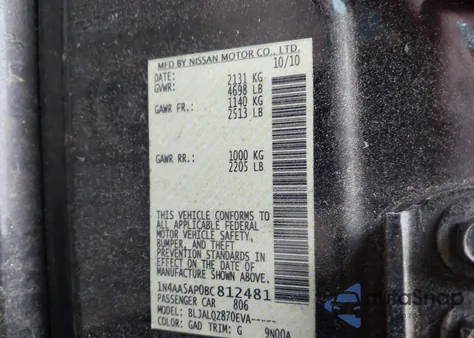 MFD BY NISSAN MOTOR CO., LTD.
DATE: 10/10
GVWR: 2131 KG
4698 LB
GAWR FR.: 1140 KG
2513 LB
GAWR RR.: 1000 KG
2205 LB
THIS VEHICLE CONFORMS TO
ALL APPLICABLE FEDERAL
MOTOR VEHICLE SAFETY,
BUMPER, AND THEFT
PREVENTION STANDARDS IN
EFFECT ON THE DATE OF
MANUFACTURE SHOWN ABOVE.
1N4AA5AP0BC812481
PASSENGER CAR 806
MODEL: BLJALQZ870EVA-----
COLOR: GAD TRIM: G 9N00A